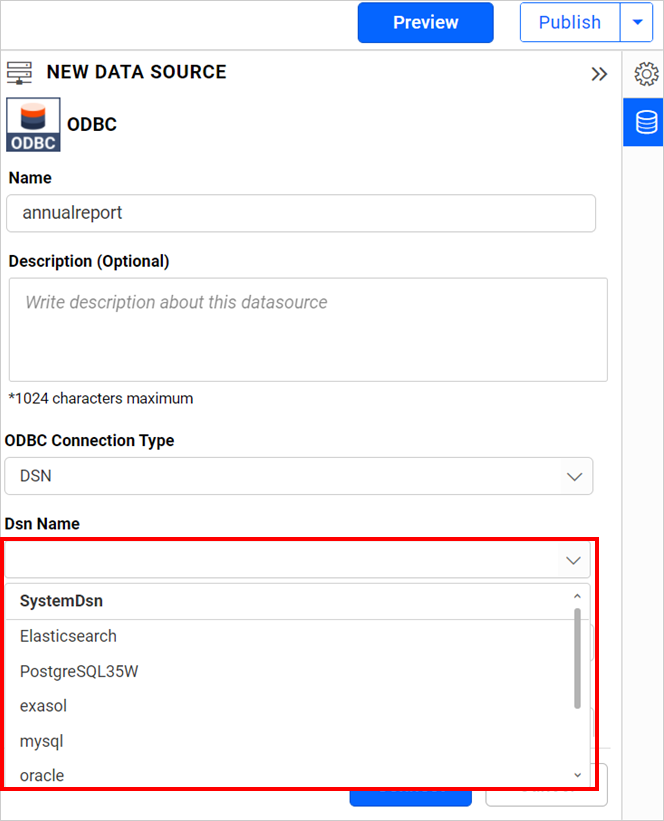 Preview
Publish
NEW DATA SOURCE
ODBC
ODBC
Name
annualreport
Description (Optional)
Write description about this datasource
*1024 characters maximum
ODBC Connection Type
DSN
Dsn Name
SystemDsn
Elasticsearch
PostgreSQL35W
exasol
mysql
oracle